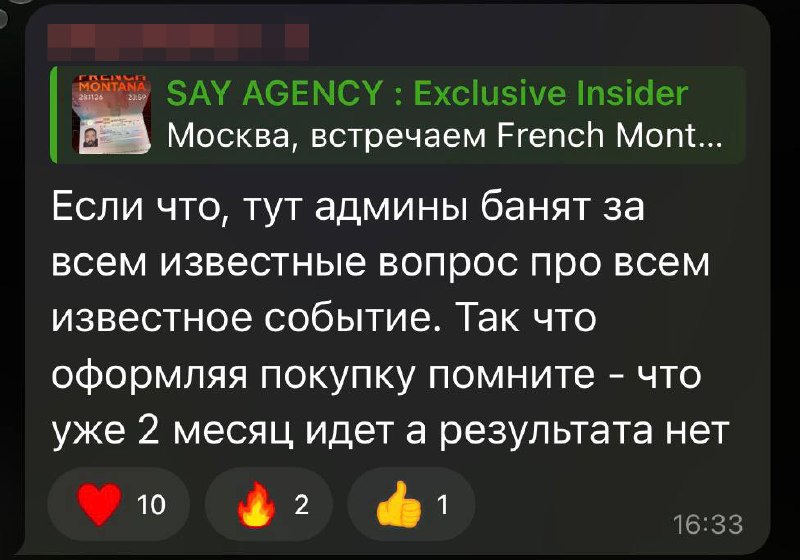 FRENCH
MONTANA
SAY AGENCY : Exclusive Insider
Москва, встречаем French Mont...
Если что, тут админы банят за
всем известные вопрос про всем
известное событие. Так что
оформляя покупку помните - что
уже 2 месяц идет а результата нет
10
2
1
16:33